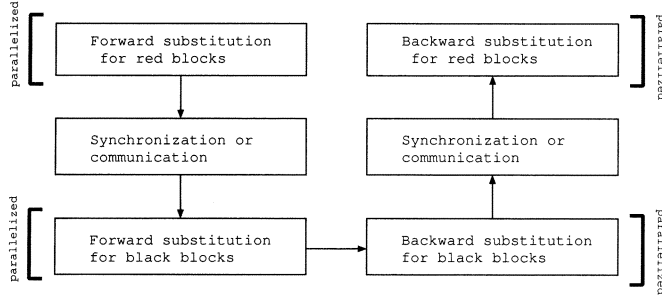 parallelized
Forward substitution
for red blocks
Synchronization or
communication
parallelized
Forward substitution
for black blocks
Backward substitution
for red blocks
parallelized
Synchronization or
communication
Backward substitution
for black blocks
parallelized